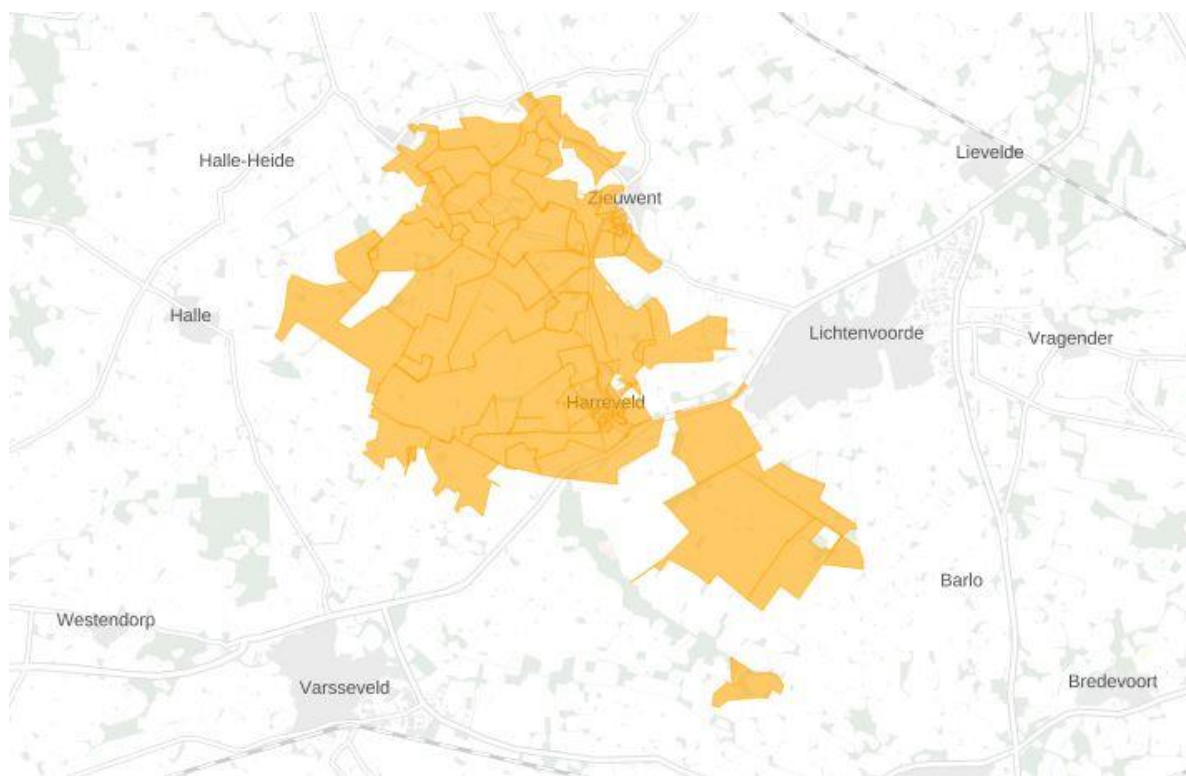 Lievelde
Halle-Heide
Zieuwent
Halle
Lichtenvoorde
Vragender
Harreveld
Barlo
Westendorp
Varsseveld
Bredevoort